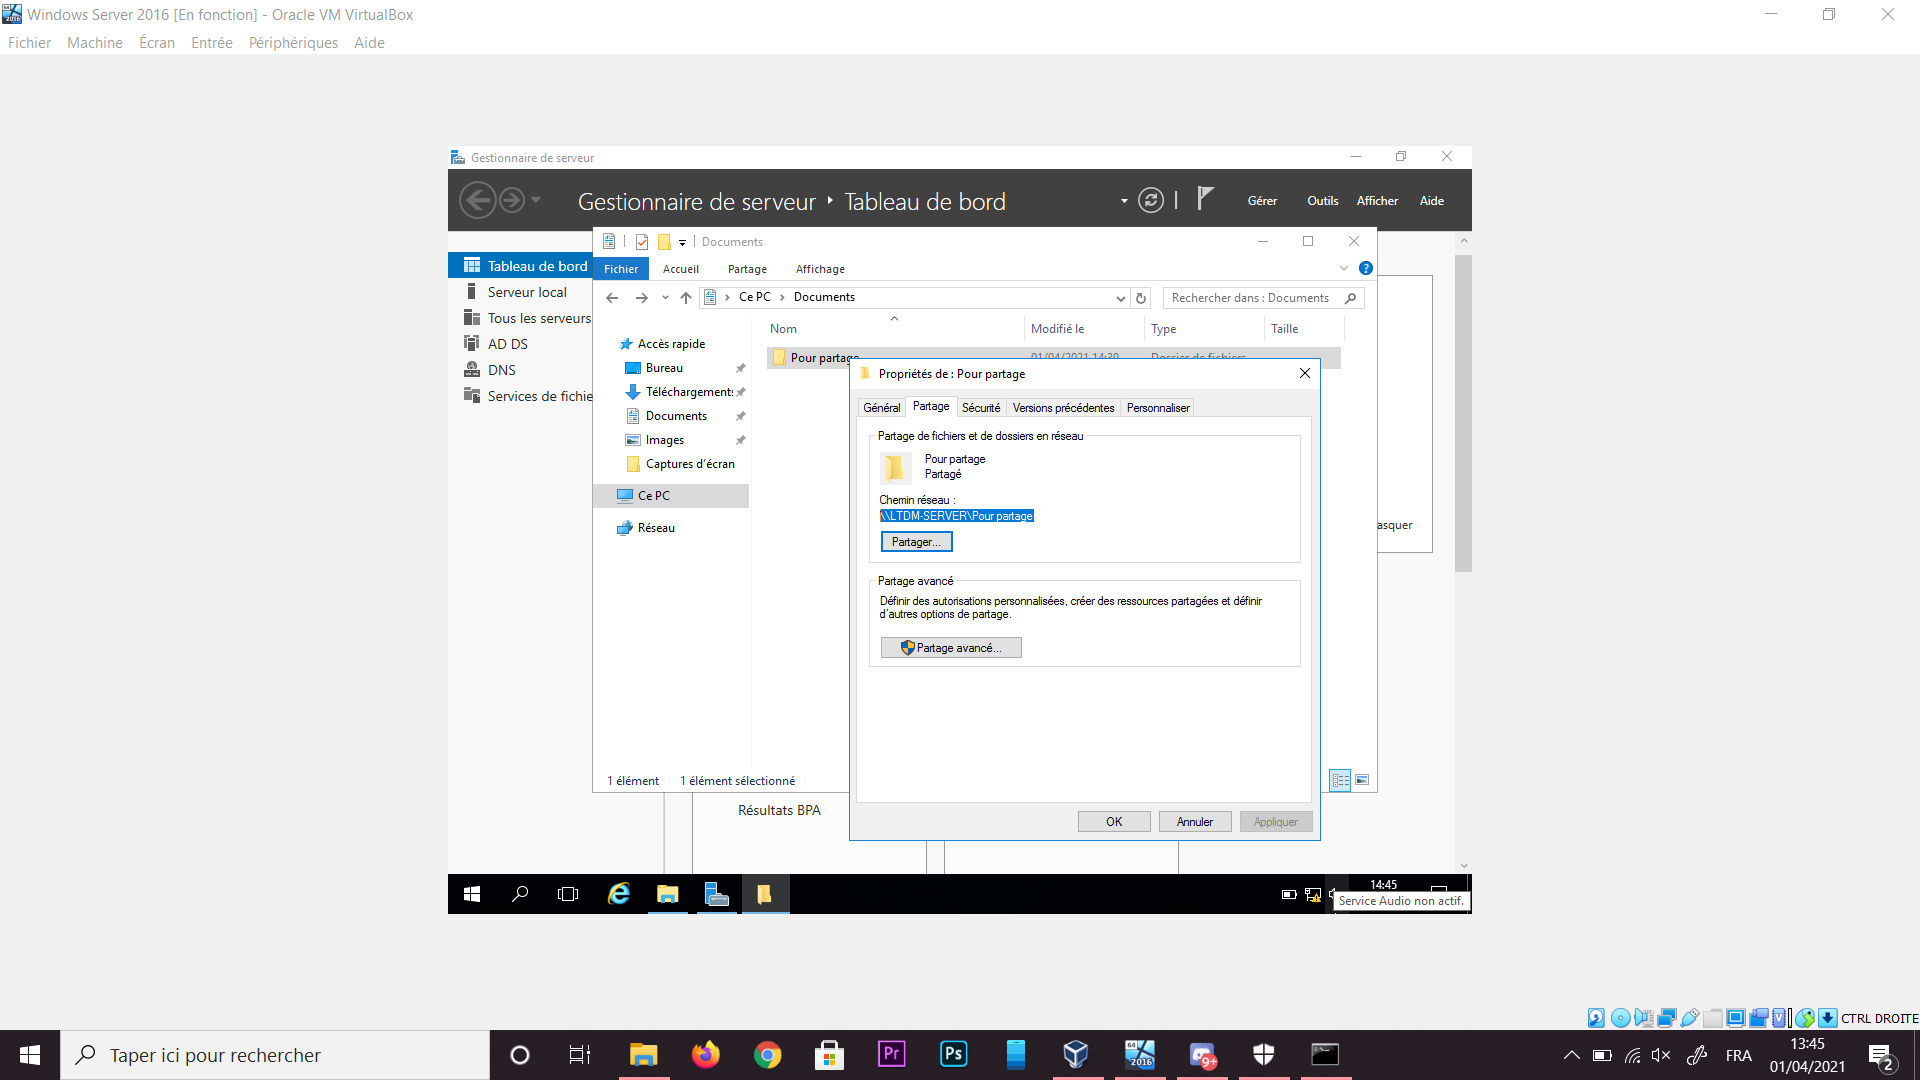 Windows Server 2016 [En fonction] - Oracle VM VirtualBox
Fichier Machine Écran Entrée Périphériques Aide
Gestionnaire de serveur
Gestionnaire de serveur Tableau de bord
Gérer Outils Afficher Aide
Documents
Tableau de bord
Serveur local
Tous les serveurs
AD DS
DNS
Services de fichie
Fichier Accueil Partage Affichage
Ce PC Documents
Rechercher dans : Documents
Nom Modifié le Type Taille
Accès rapide
Bureau
Téléchargement
Documents
Images
Captures d'écran
Ce PC
Réseau
Pour partage 01/04/2021 14:39 Dossier de fichiers
Propriétés de : Pour partage
Général Partage Sécurité Versions précédentes Personnaliser
Partage de fichiers et de dossiers en réseau
Pour partage
Partagé
Chemin réseau :
\\LTDM-SERVER\Pour partage
Partager...
Partage avancé
Définir des autorisations personnalisées, créer des ressources partagées et définir
d'autres options de partage.
Partage avancé...
OK Annuler Appliquer
asquer
1 élément 1 élément sélectionné
Résultats BPA
14:45
Service Audio non actif.
CTRL DROITE
Taper ici pour rechercher
Pr
Ps
64
2016
9+
FRA
13:45
01/04/2021
2